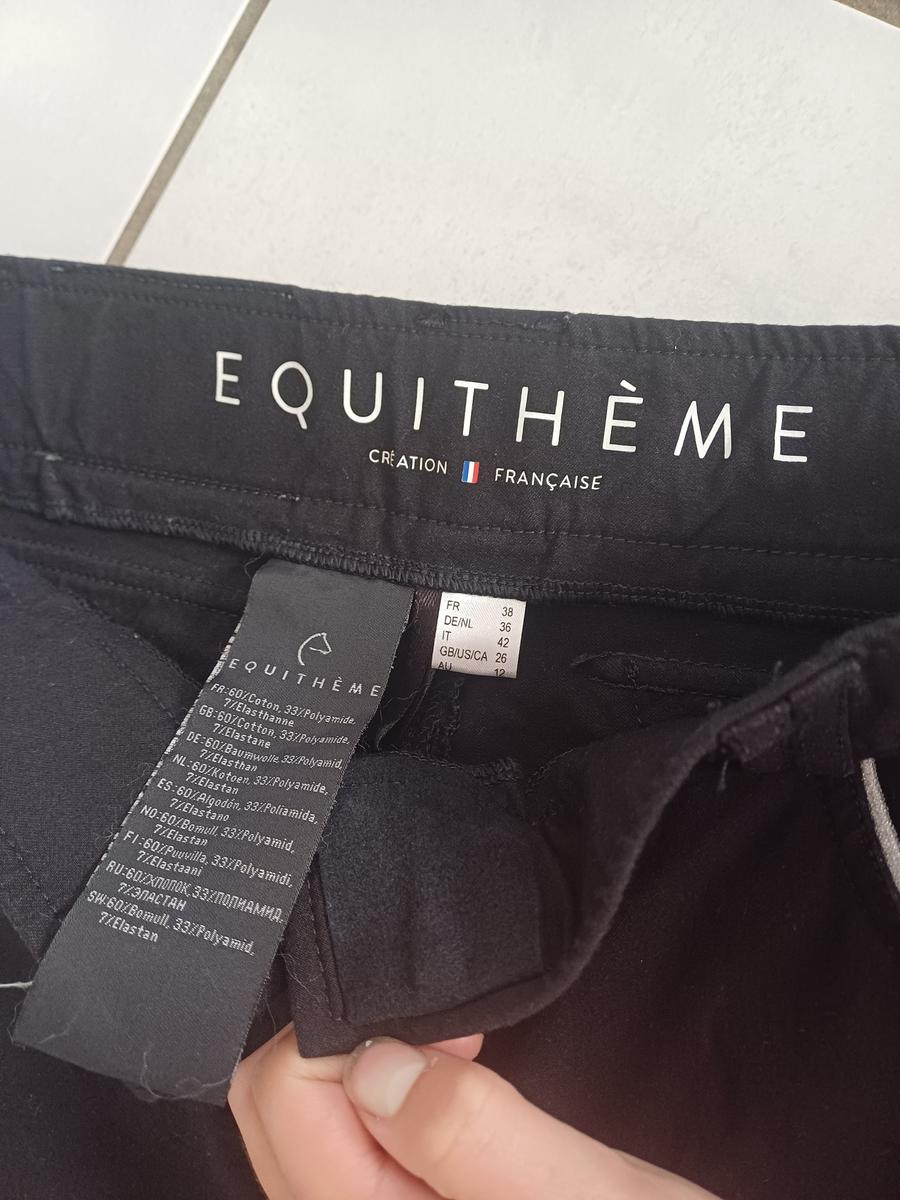 EQUITHÈME
CRÉATION FRANÇAISE
FR 38
DE/NL 36
IT 42
GB/US/CA 26
AU 12
EQUITHÈME
FR:60%Coton, 33%Polyamide,
7%Elasthanne
GB:60%Cotton, 33%Polyamide,
7%Elastane
DE:60%Baumwolle, 33%Polyamid,
7%Elasthan
NL:60%Kotoen, 33%Polyamide,
7%Elastan
ES:60%Algodón, 33%Poliamida,
7%Elastano
NO:60%Bomull, 33%Polyamid,
7%Elastan
FI:60%Puuvilla, 33%Polyamidi,
7%Elastaani
RU:60%ХЛОПОК, 33%ПОЛИАМИД,
7%ЭЛАСТАН
SW:60%Bomull, 33%Polyamid,
7%Elastan